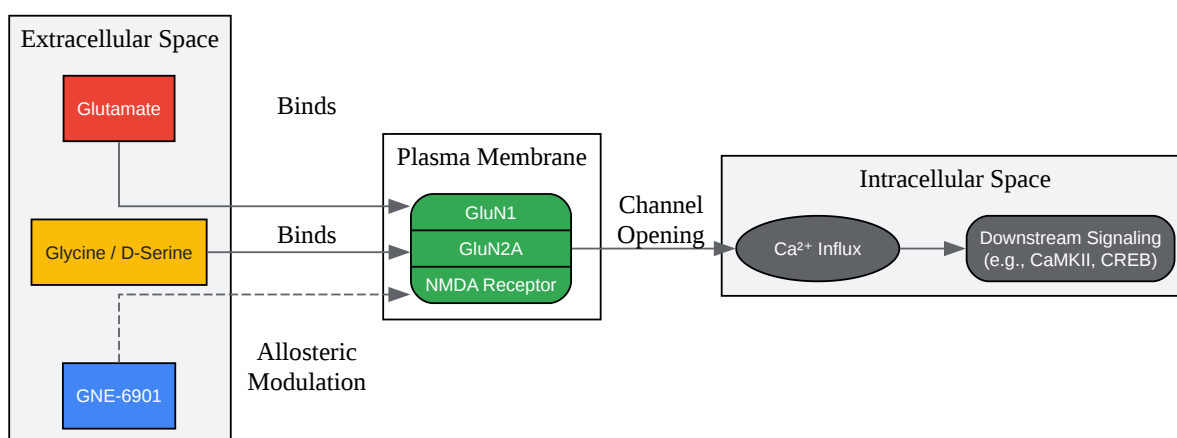 Extracellular Space
Glutamate
Binds
Plasma Membrane
Intracellular Space
GluN1
Channel
Opening
Glycine / D-Serine
Binds
GluN2A
Ca²⁺ Influx
Downstream Signaling
(e.g., CaMKII, CREB)
NMDA Receptor
Allosteric
Modulation
GNE-6901